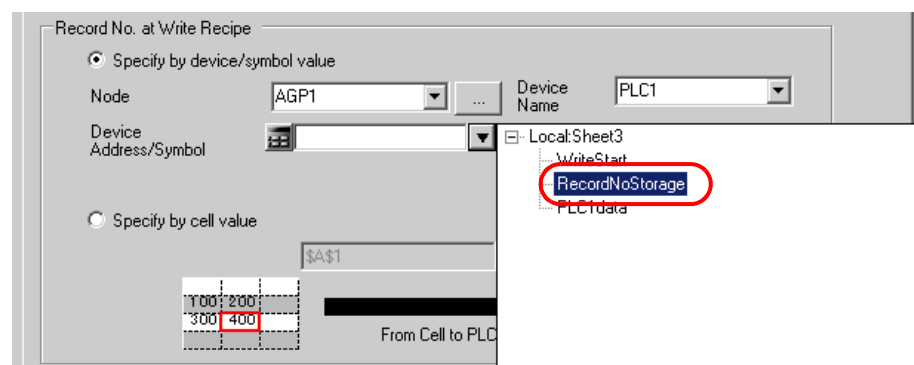 Record No. at Write Recipe
Specify by device/symbol value
Node
AGP1
...
Device
Name
PLC1
Device
Address/Symbol
Local:Sheet3
WriteStart
RecordNoStorage
PLC1data
Specify by cell value
$A$1
100 200
300 400
From Cell to PLC